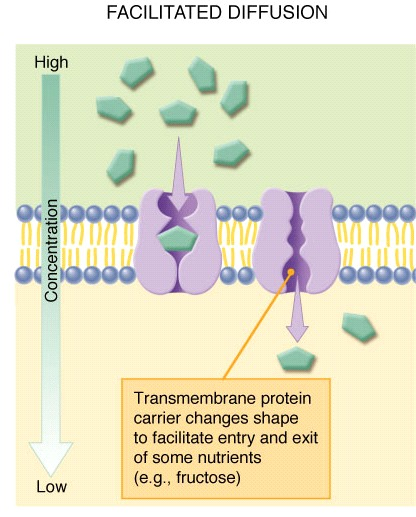 FACILITATED DIFFUSION
High
Concentration
Transmembrane protein
carrier changes shape
to facilitate entry and exit
of some nutrients
(e.g., fructose)
Low